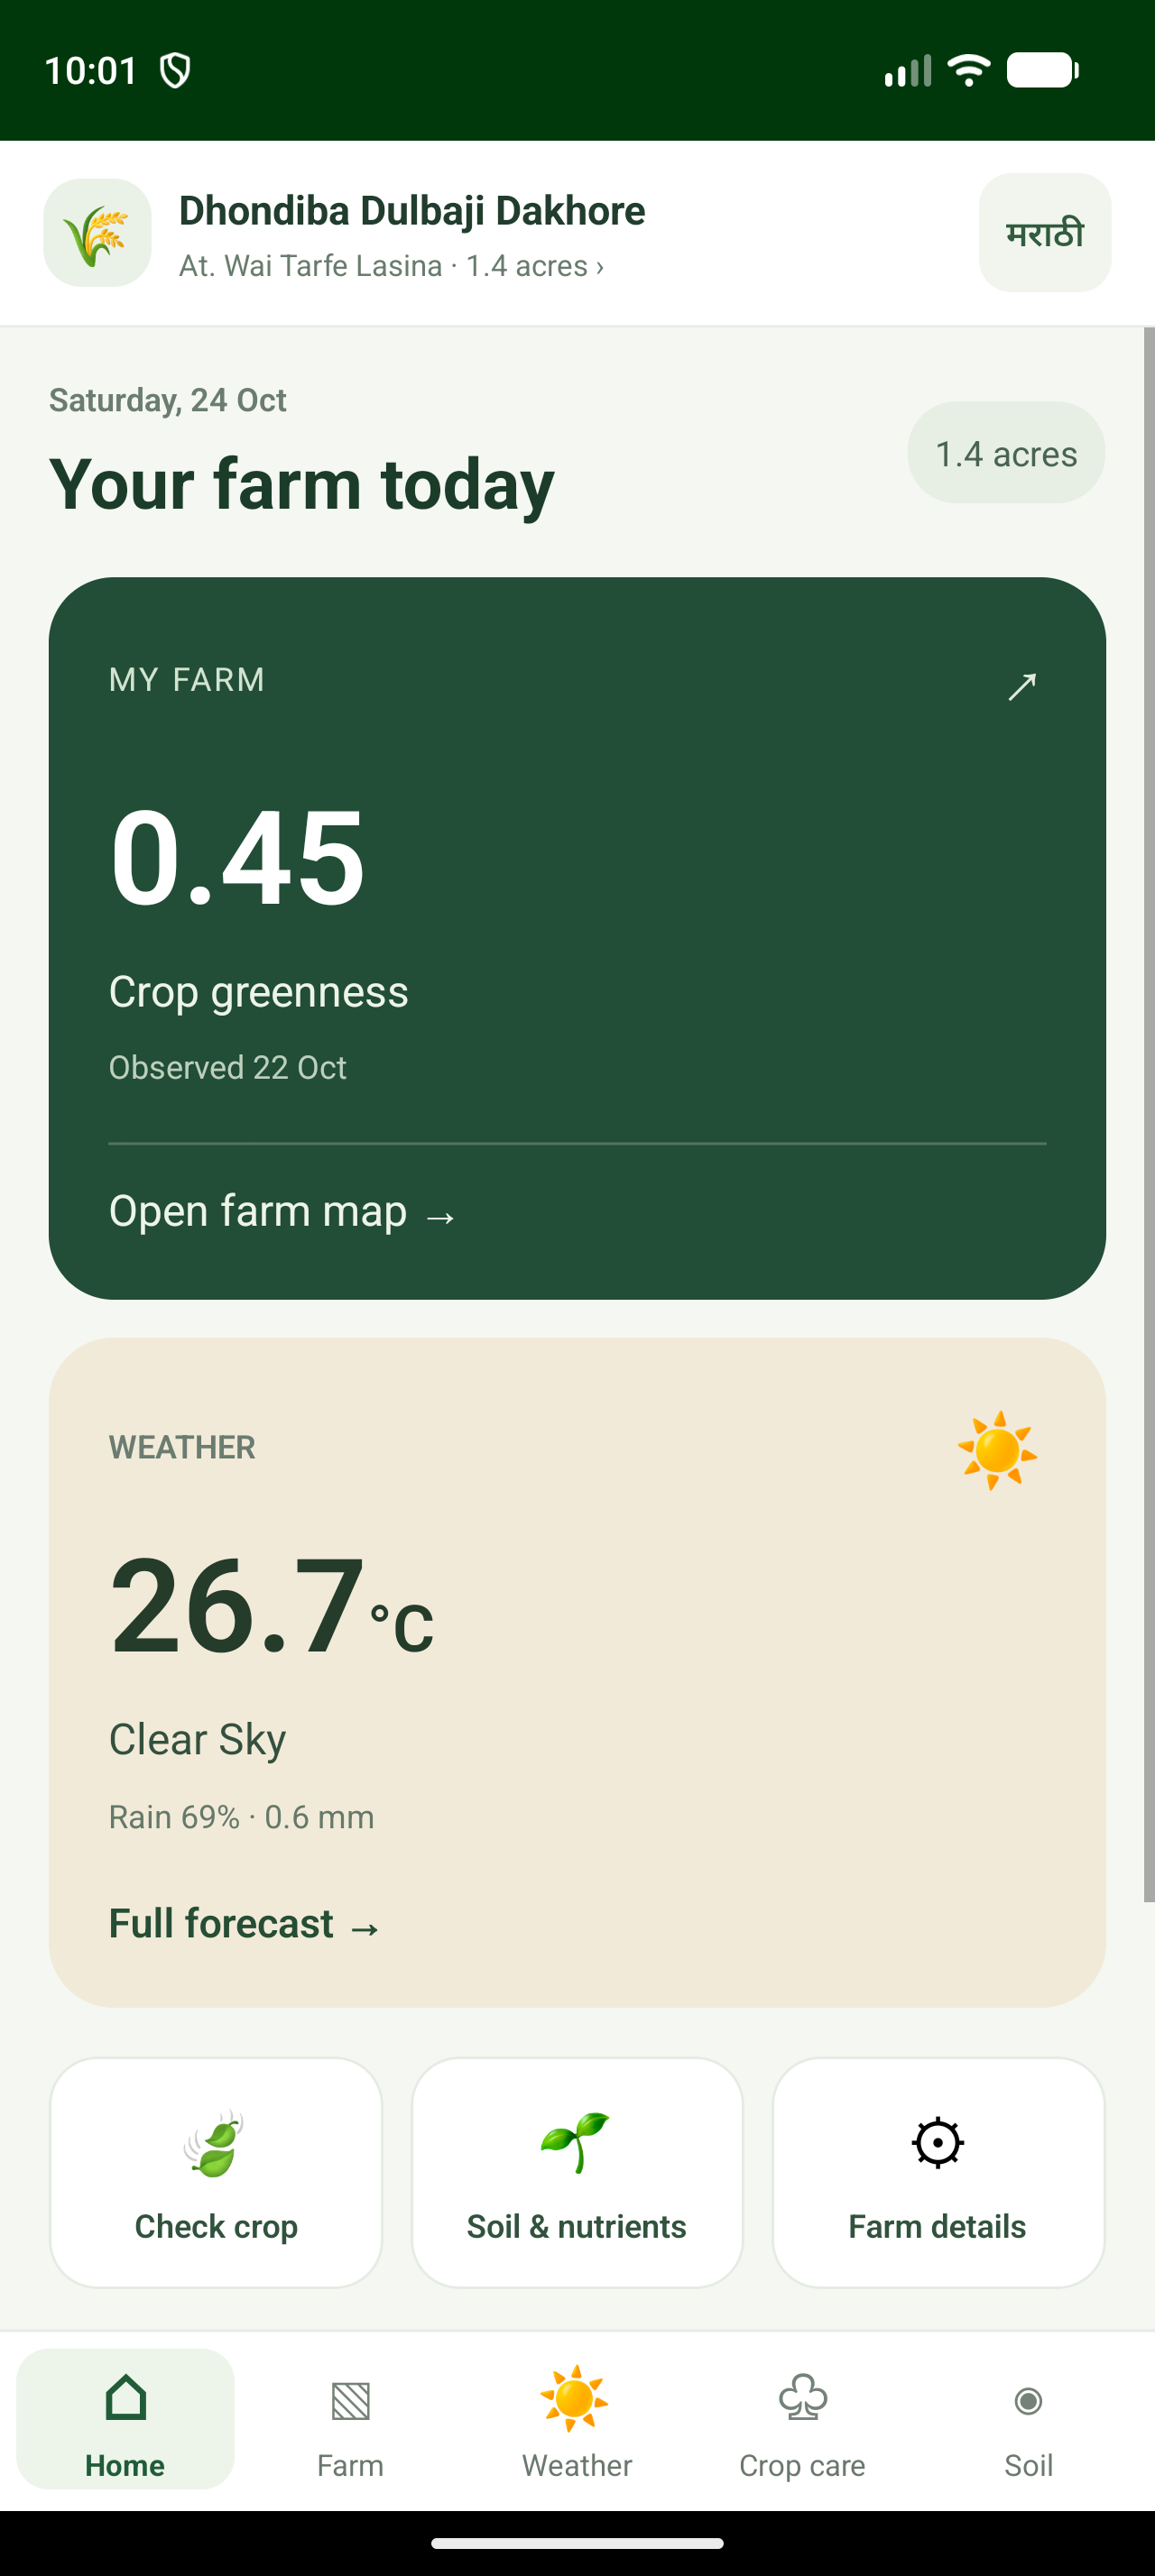 10:01
Dhondiba Dulbaji Dakhore
At. Wai Tarfe Lasina · 1.4 acres ›
मराठी
Saturday, 24 Oct
Your farm today
1.4 acres
MY FARM ↗
0.45
Crop greenness
Observed 22 Oct
Open farm map →
WEATHER
26.7°C
Clear Sky
Rain 69% · 0.6 mm
Full forecast →
Check crop
Soil & nutrients
Farm details
Home
Farm
Weather
Crop care
Soil